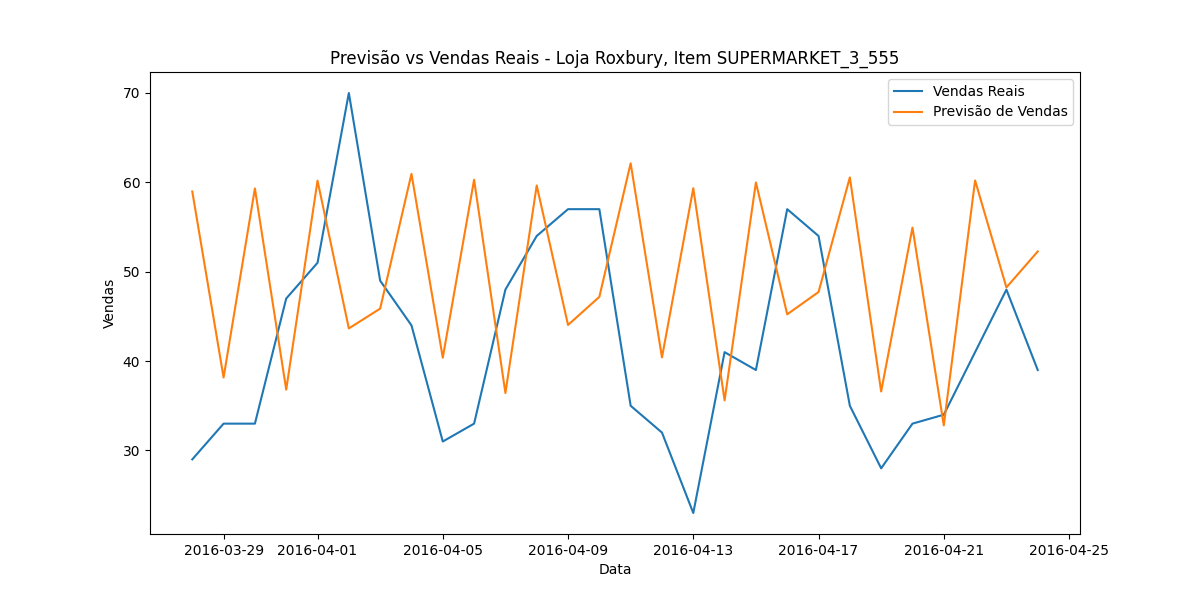 Previsão vs Vendas Reais - Loja Roxbury, Item SUPERMARKET_3_555
Vendas Reais
Previsão de Vendas
70
60
50
40
30
Vendas
2016-03-29 2016-04-01 2016-04-05 2016-04-09 2016-04-13 2016-04-17 2016-04-21 2016-04-25
Data